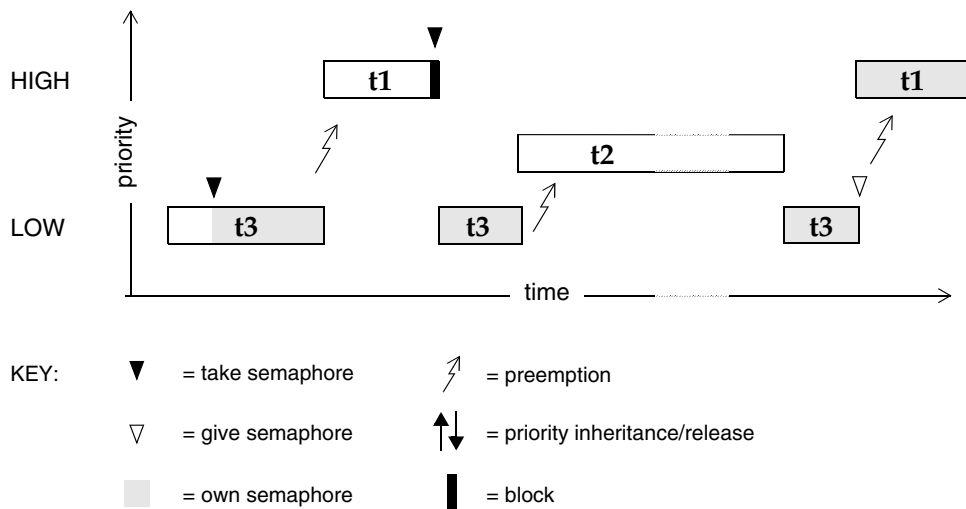 HIGH
t1
t1
priority
t2
LOW
t3
t3
t3
time
KEY:
= take semaphore
= preemption
= give semaphore
= priority inheritance/release
= own semaphore
= block